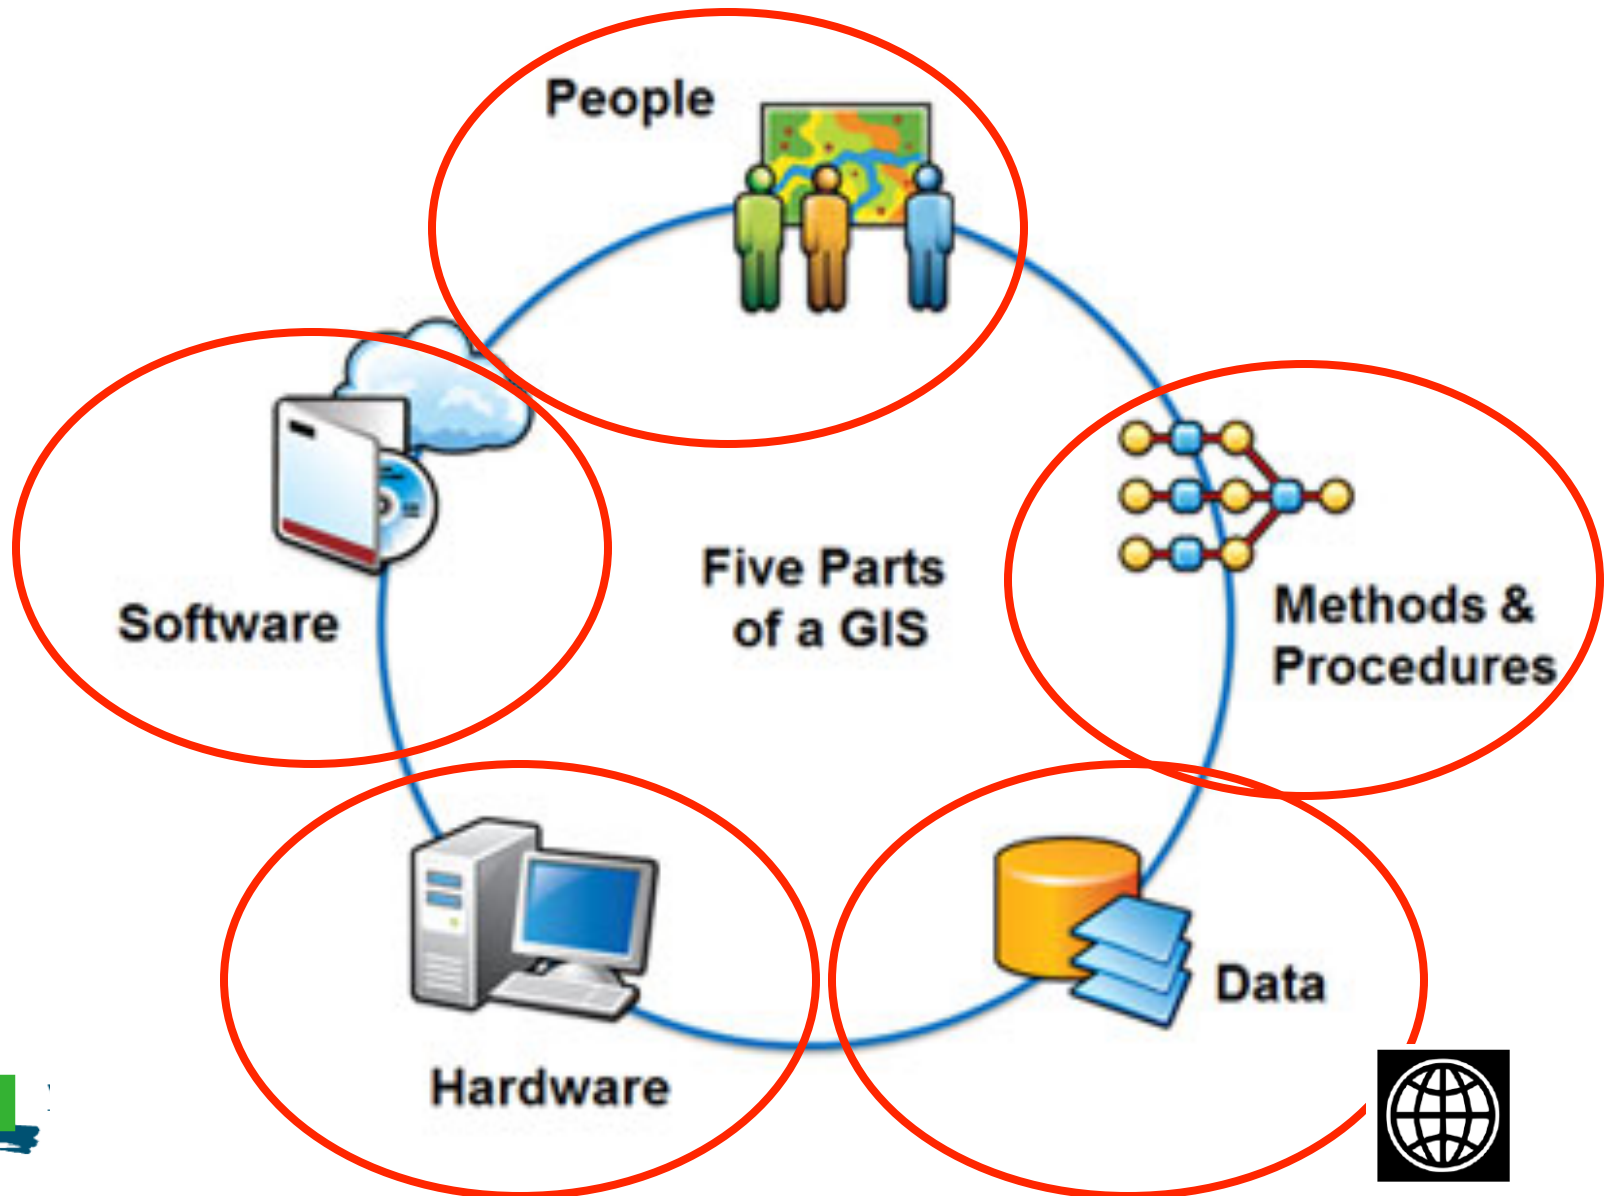 People
Software
Five Parts
of a GIS
Methods &
Procedures
Data
Hardware